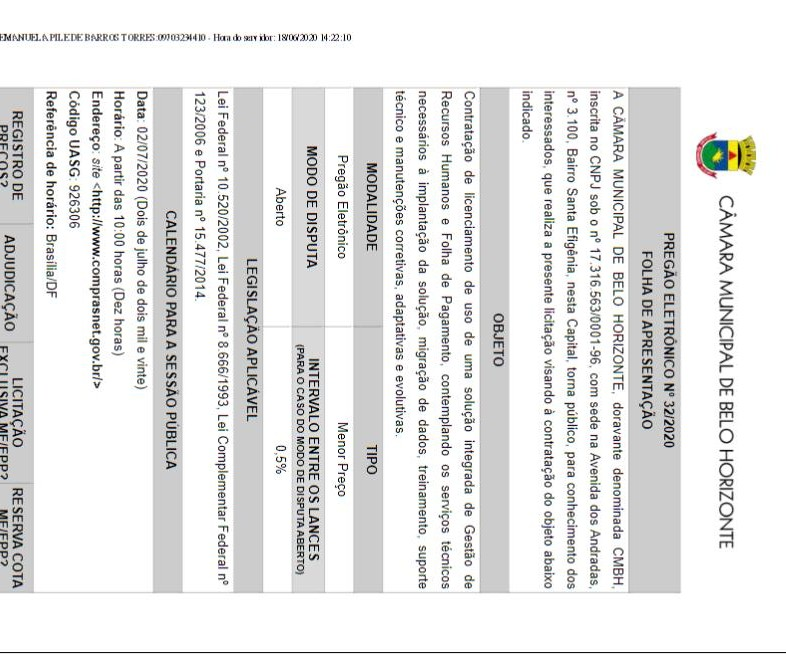 EMANUELA PILE DE BARROS TORRES:09703234410 - Hora do servidor: 18/06/2020 14:22:10
CÂMARA MUNICIPAL DE BELO HORIZONTE
PREGÃO ELETRÔNICO Nº 32/2020
FOLHA DE APRESENTAÇÃO
A CÂMARA MUNICIPAL DE BELO HORIZONTE, doravante denominada CMBH,
inscrita no CNPJ sob o nº 17.316.563/0001-96, com sede na Avenida dos Andradas,
nº 3.100, Bairro Santa Efigênia, nesta Capital, torna público, para conhecimento dos
interessados, que realiza a presente licitação visando à contratação do objeto abaixo
indicado.
OBJETO
Contratação de licenciamento de uso de uma solução integrada de Gestão de
Recursos Humanos e Folha de Pagamento, contemplando os serviços técnicos
necessários à implantação da solução, migração de dados, treinamento, suporte
técnico e manutenções corretivas, adaptativas e evolutivas.
MODALIDADE TIPO
Pregão Eletrônico Menor Preço
MODO DE DISPUTA INTERVALO ENTRE OS LANCES
(PARA O CASO DO MODO DE DISPUTA ABERTO)
Aberto 0,5%
LEGISLAÇÃO APLICÁVEL
Lei Federal nº 10.520/2002, Lei Federal nº 8.666/1993, Lei Complementar Federal nº
123/2006 e Portaria nº 15.477/2014.
CALENDÁRIO PARA A SESSÃO PÚBLICA
Data: 02/07/2020 (Dois de julho de dois mil e vinte)
Horário: A partir das 10:00 horas (Dez horas)
Endereço: site <http://www.comprasnet.gov.br/>
Código UASG: 926306
Referência de horário: Brasília/DF
REGISTRO DE ADJUDICAÇÃO LICITAÇÃO RESERVA COTA
PREÇOS? EXCLUSIVA ME/EPP? ME/EPP?